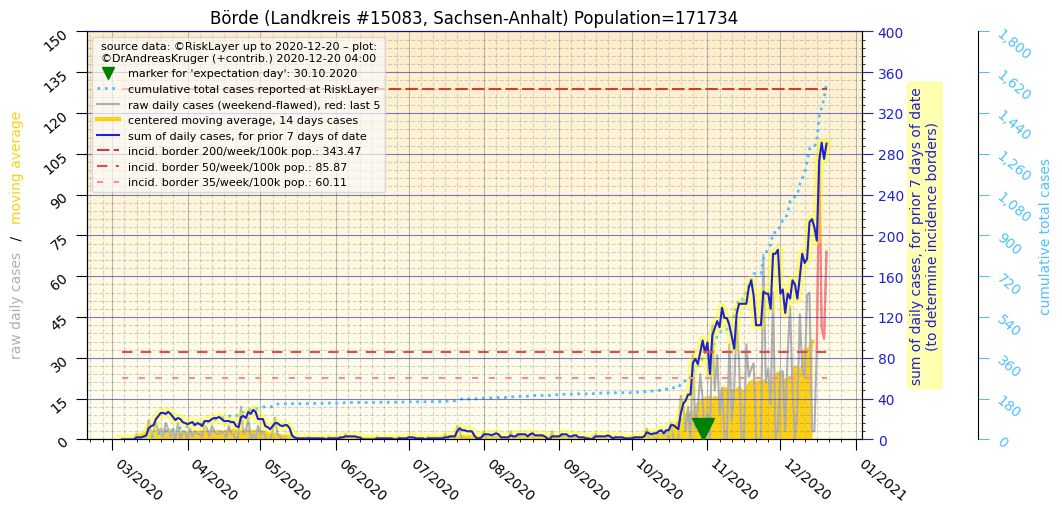 Börde (Landkreis #15083, Sachsen-Anhalt) Population=171734
source data: ©RiskLayer up to 2020-12-20 – plot:
©DrAndreasKruger (+contrib.) 2020-12-20 04:00
marker for 'expectation day': 30.10.2020
cumulative total cases reported at RiskLayer
raw daily cases (weekend-flawed), red: last 5
centered moving average, 14 days cases
sum of daily cases, for prior 7 days of date
incid. border 200/week/100k pop.: 343.47
incid. border 50/week/100k pop.: 85.87
incid. border 35/week/100k pop.: 60.11
raw daily cases / moving average
150
135
120
105
90
75
60
45
30
15
0
03/2020
04/2020
05/2020
06/2020
07/2020
08/2020
09/2020
10/2020
11/2020
12/2020
01/2021
400
360
320
280
240
200
160
120
80
40
0
sum of daily cases, for prior 7 days of date
(to determine incidence borders)
1,800
1,620
1,440
1,260
1,080
900
720
540
360
180
0
cumulative total cases